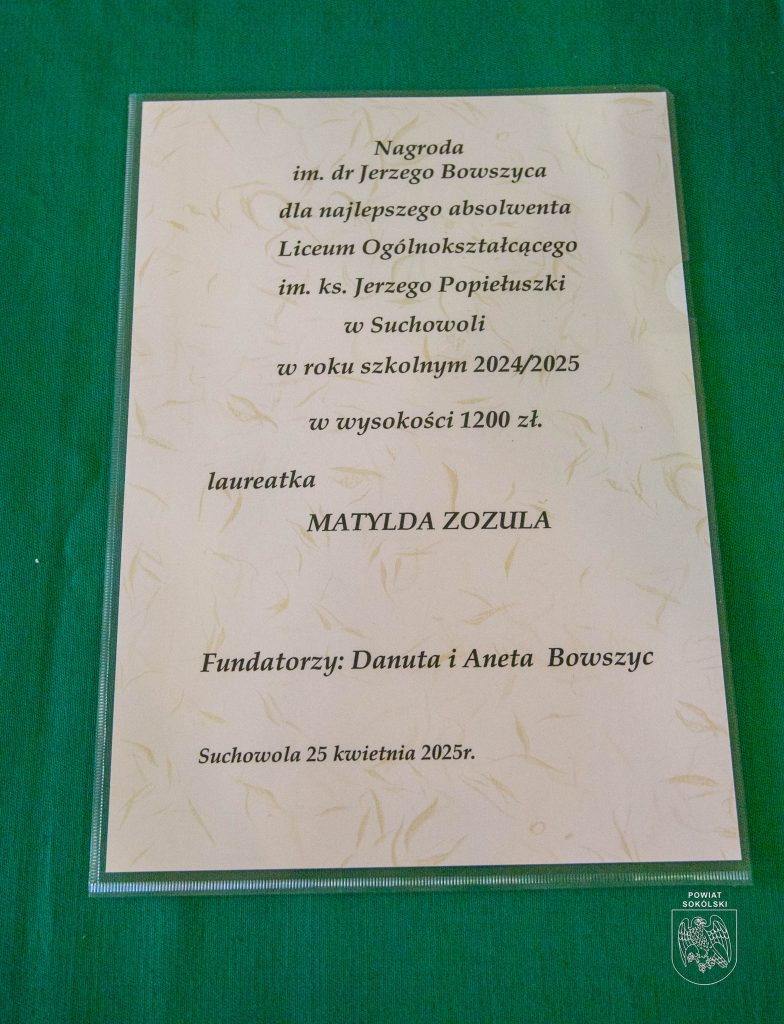 Nagroda
im. dr Jerzego Bowszyca
dla najlepszego absolwenta
Liceum Ogólnokształcącego
im. ks. Jerzego Popiełuszki
w Suchowoli
w roku szkolnym 2024/2025
w wysokości 1200 zł.
laureatka
MATYLDA ZOZULA
Fundatorzy: Danuta i Aneta Bowszyc
Suchowola 25 kwietnia 2025r.
POWIAT
SOKÓLSKI